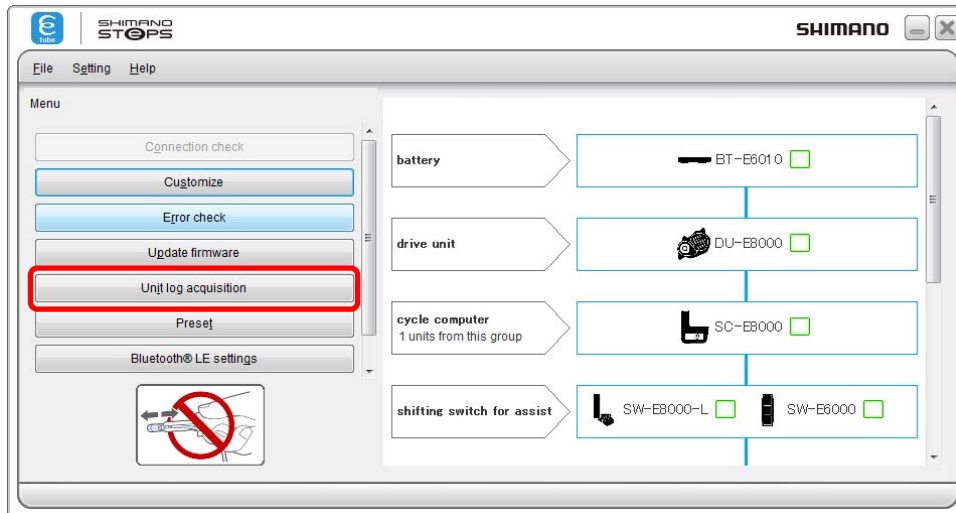 E
tube
SHIMANO
STEPS
SHIMANO
File Setting Help
Menu
Connection check
Customize
Error check
Update firmware
Unit log acquisition
Preset
Bluetooth® LE settings
battery
BT-E6010
drive unit
DU-E8000
cycle computer
1 units from this group
SC-E8000
shifting switch for assist
SW-E8000-L
SW-E6000